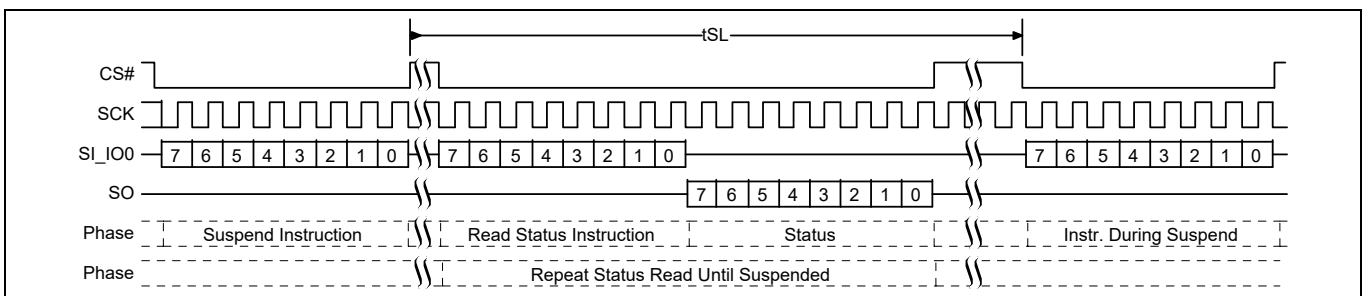 tSL
CS#
SCK
SI_IO0 7 6 5 4 3 2 1 0 7 6 5 4 3 2 1 0 7 6 5 4 3 2 1 0
SO 7 6 5 4 3 2 1 0
Phase Suspend Instruction Read Status Instruction Status Instr. During Suspend
Phase Repeat Status Read Until Suspended